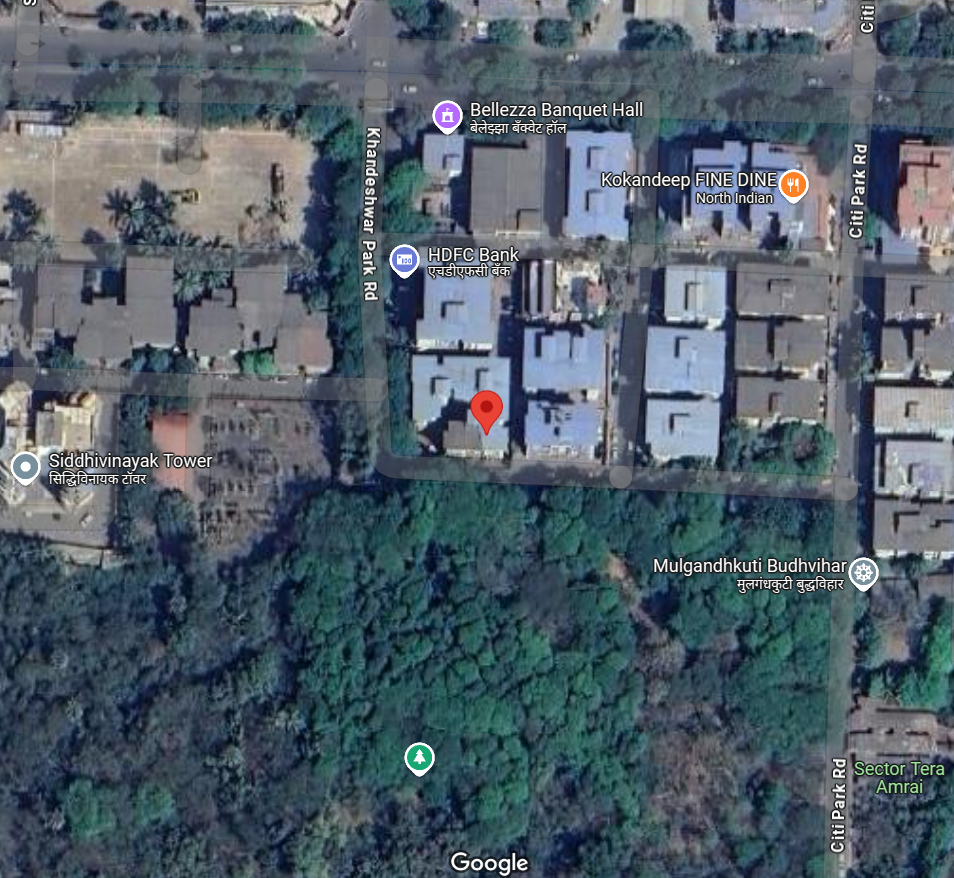 Citi
Bellezza Banquet Hall
बेलेझ्झा बँक्वेट हॉल
Khandeshwar Park Rd
Kokandeep FINE DINE
North Indian
Citi Park Rd
HDFC Bank
एचडीएफसी बँक
Siddhivinayak Tower
सिद्धिविनायक टॉवर
Mulgandhkuti Budhvihar
मुलगंधकुटी बुद्धविहार
Citi Park Rd
Sector Tera
Amrai
Google